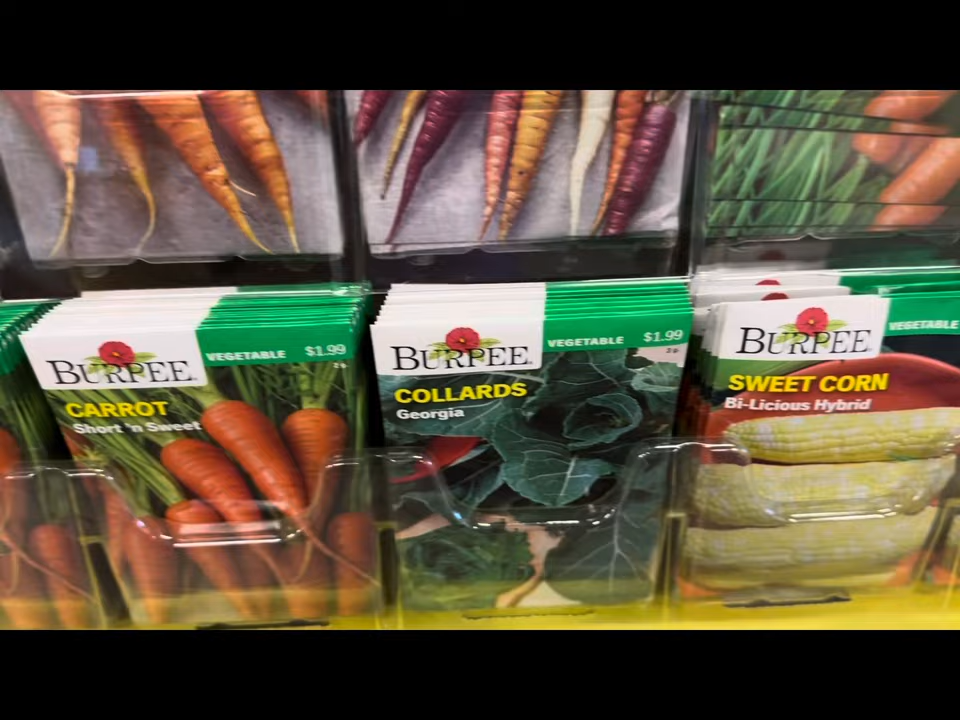 BURPEE.
VEGETABLE $1.99
CARROT
Short 'n Sweet
BURPEE.
VEGETABLE $1.99
COLLARDS
Georgia
BURPEE.
VEGETABLE
SWEET CORN
Bi-Licious Hybrid